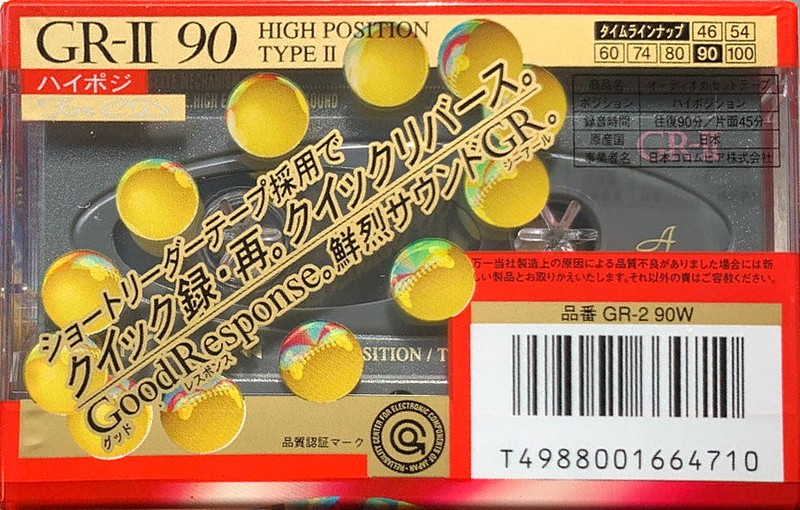 GR-II 90
HIGH POSITION
TYPE II
タイムラインナップ 46 54
60 74 80 90 100
ハイポジ
商品名 オーディオカセットテープ
ポジション ハイポジション
録音時間 往復90分/片面45分
原産国 日本
事業者名 日本コロムビア株式会社
ショートリーダーテープ採用で
クイック録・再。クイックリバース。
GoodResponse。鮮烈サウンドGR。
グッド レスポンス ジーアール
万一当社製造上の原因による品質不良がありました場合には新
しい製品とお取りかえいたします。それ以外の責はご容赦ください。
品番 GR-2 90W
T4988001664710
品質認証マーク
RELIABILITY CENTER FOR ELECTRONIC COMPONENTS OF JAPAN
SITION / T
A